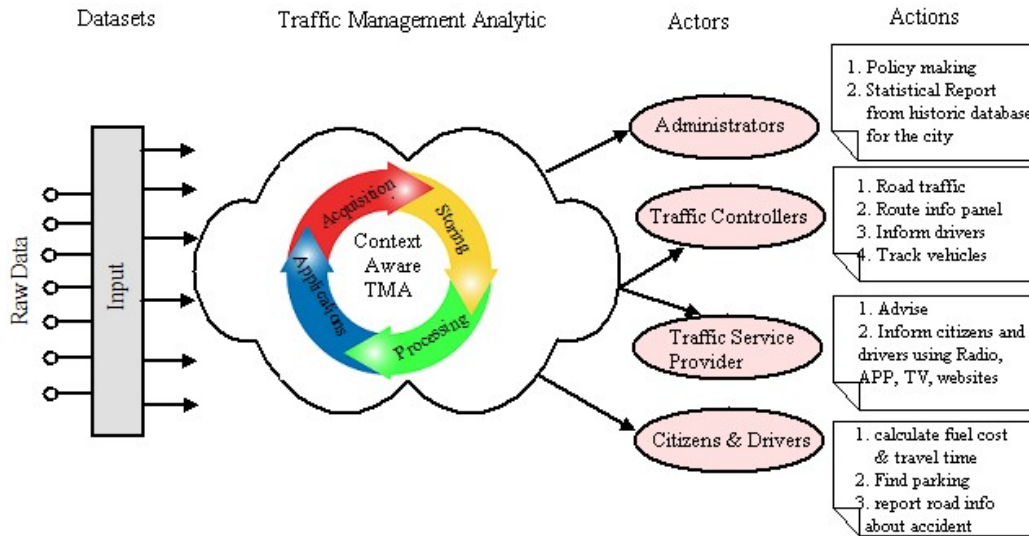 Datasets
Traffic Management Analytic
Actors
Actions
Raw Data
Input
Acquisition
Storing
Processing
Applications
Context
Aware
TMA
Administrators
1. Policy making
2. Statistical Report
from historic database
for the city
Traffic Controllers
1. Road traffic
2. Route info panel
3. Inform drivers
4. Track vehicles
Traffic Service
Provider
1. Advise
2. Inform citizens and
drivers using Radio,
APP, TV, websites
Citizens & Drivers
1. calculate fuel cost
& travel time
2. Find parking
3. report road info
about accident